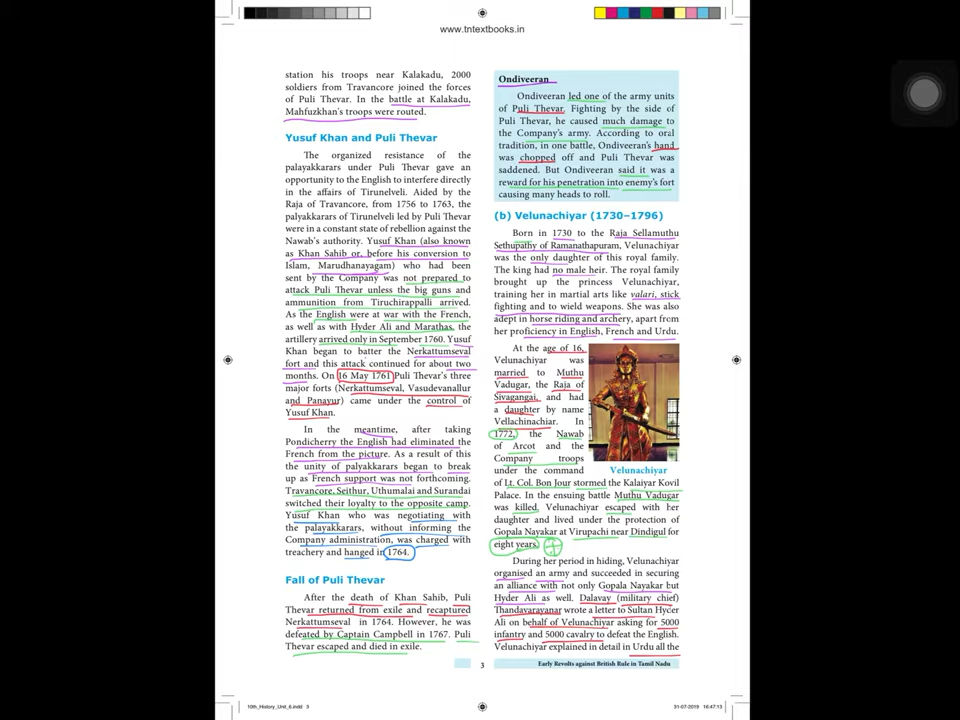 www.tntextbooks.in
station his troops near Kalakadu, 2000
soldiers from Travancore joined the forces
of Puli Thevar. In the battle at Kalakadu,
Mahfuzkhan's troops were routed.
Yusuf Khan and Puli Thevar
The organized resistance of the
palayakkarars under Puli Thevar gave an
opportunity to the English to interfere directly
in the affairs of Tirunelveli. Aided by the
Raja of Travancore, from 1756 to 1763, the
palyakkarars of Tirunelveli led by Puli Thevar
were in a constant state of rebellion against the
Nawab's authority. Yusuf Khan (also known
as Khan Sahib or, before his conversion to
Islam, Marudhanayagam) who had been
sent by the Company was not prepared to
attack Puli Thevar unless the big guns and
ammunition from Tiruchirappalli arrived.
As the English were at war with the French,
as well as with Hyder Ali and Marathas, the
artillery arrived only in September 1760. Yusuf
Khan began to batter the Nerkattumseval
fort and this attack continued for about two
months. On 16 May 1761 Puli Thevar's three
major forts (Nerkattumseval, Vasudevanallur
and Panayur) came under the control of
Yusuf Khan.
In the meantime, after taking
Pondicherry the English had eliminated the
French from the picture. As a result of this
the unity of palyakkarars began to break
up as French support was not forthcoming.
Travancore, Seithur, Uthumalai and Surandai
switched their loyalty to the opposite camp.
Yusuf Khan who was negotiating with
the palayakkarars, without informing the
Company administration, was charged with
treachery and hanged in 1764.
Fall of Puli Thevar
After the death of Khan Sahib, Puli
Thevar returned from exile and recaptured
Nerkattumseval in 1764. However, he was
defeated by Captain Campbell in 1767. Puli
Thevar escaped and died in exile.
Ondiveeran
Ondiveeran led one of the army units
of Puli Thevar. Fighting by the side of
Puli Thevar, he caused much damage to
the Company's army. According to oral
tradition, in one battle, Ondiveeran's hand
was chopped off and Puli Thevar was
saddened. But Ondiveeran said it was a
reward for his penetration into enemy's fort
causing many heads to roll.
(b) Velunachiyar (1730–1796)
Born in 1730 to the Raja Sellamuthu
Sethupathy of Ramanathapuram, Velunachiyar
was the only daughter of this royal family.
The king had no male heir. The royal family
brought up the princess Velunachiyar,
training her in martial arts like valari, stick
fighting and to wield weapons. She was also
adept in horse riding and archery, apart from
her proficiency in English, French and Urdu.
At the age of 16,
Velunachiyar was
married to Muthu
Vadugar, the Raja of
Sivagangai, and had
a daughter by name
Vellachinachiar. In
1772, the Nawab
of Arcot and the
Company troops
under the command
of Lt. Col. Bon Jour stormed the Kalaiyar Kovil
Palace. In the ensuing battle Muthu Vadugar
was killed. Velunachiyar escaped with her
daughter and lived under the protection of
Gopala Nayakar at Virupachi near Dindigul for
eight years.
Velunachiyar
During her period in hiding, Velunachiyar
organised an army and succeeded in securing
an alliance with not only Gopala Nayakar but
Hyder Ali as well. Dalavay (military chief)
Thandavarayanar wrote a letter to Sultan Hyder
Ali on behalf of Velunachiyar asking for 5000
infantry and 5000 cavalry to defeat the English.
Velunachiyar explained in detail in Urdu all the
3
Early Revolts against British Rule in Tamil Nadu
10th_History_Unit_6.indd 3
31-07-2019 16:47:13